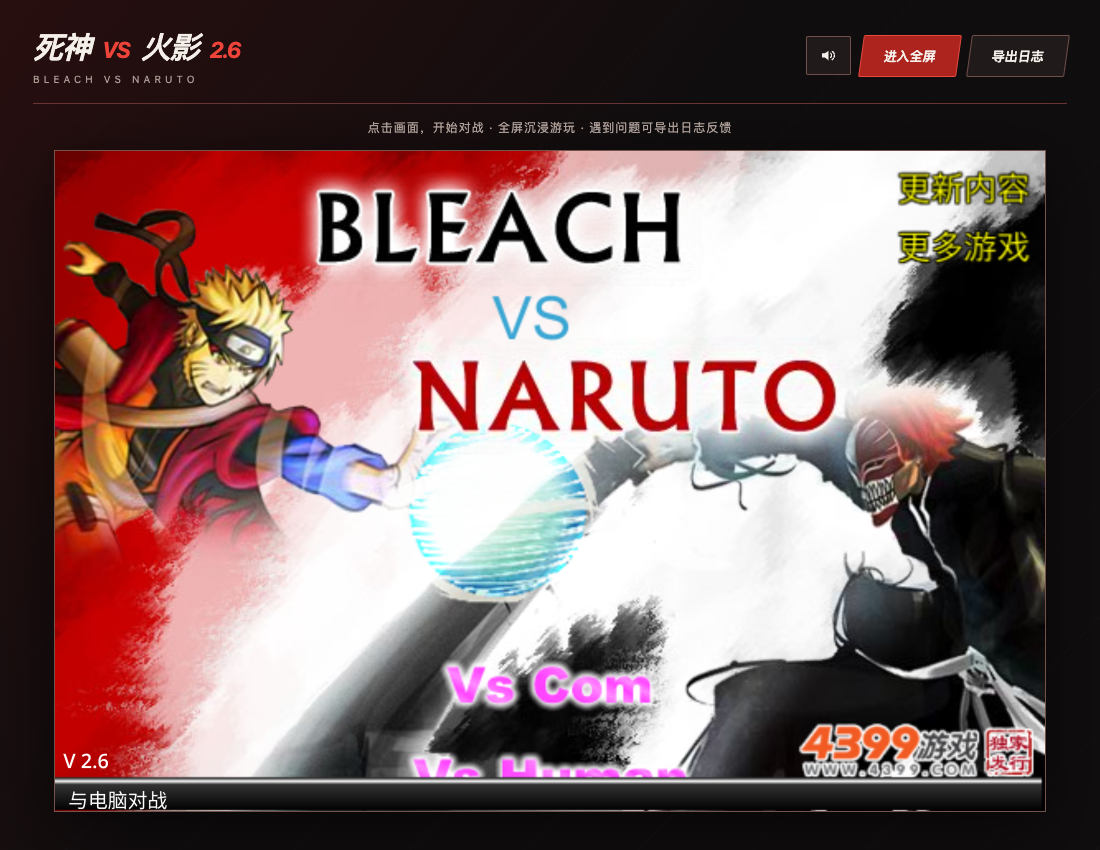 死神 VS 火影 2.6
BLEACH VS NARUTO
进入全屏
导出日志
点击画面，开始对战 · 全屏沉浸游玩 · 遇到问题可导出日志反馈
更新内容
更多游戏
BLEACH
VS
NARUTO
Vs Com
Vs Human
V 2.6
4399游戏
WWW.4399.COM
独家
发行
与电脑对战